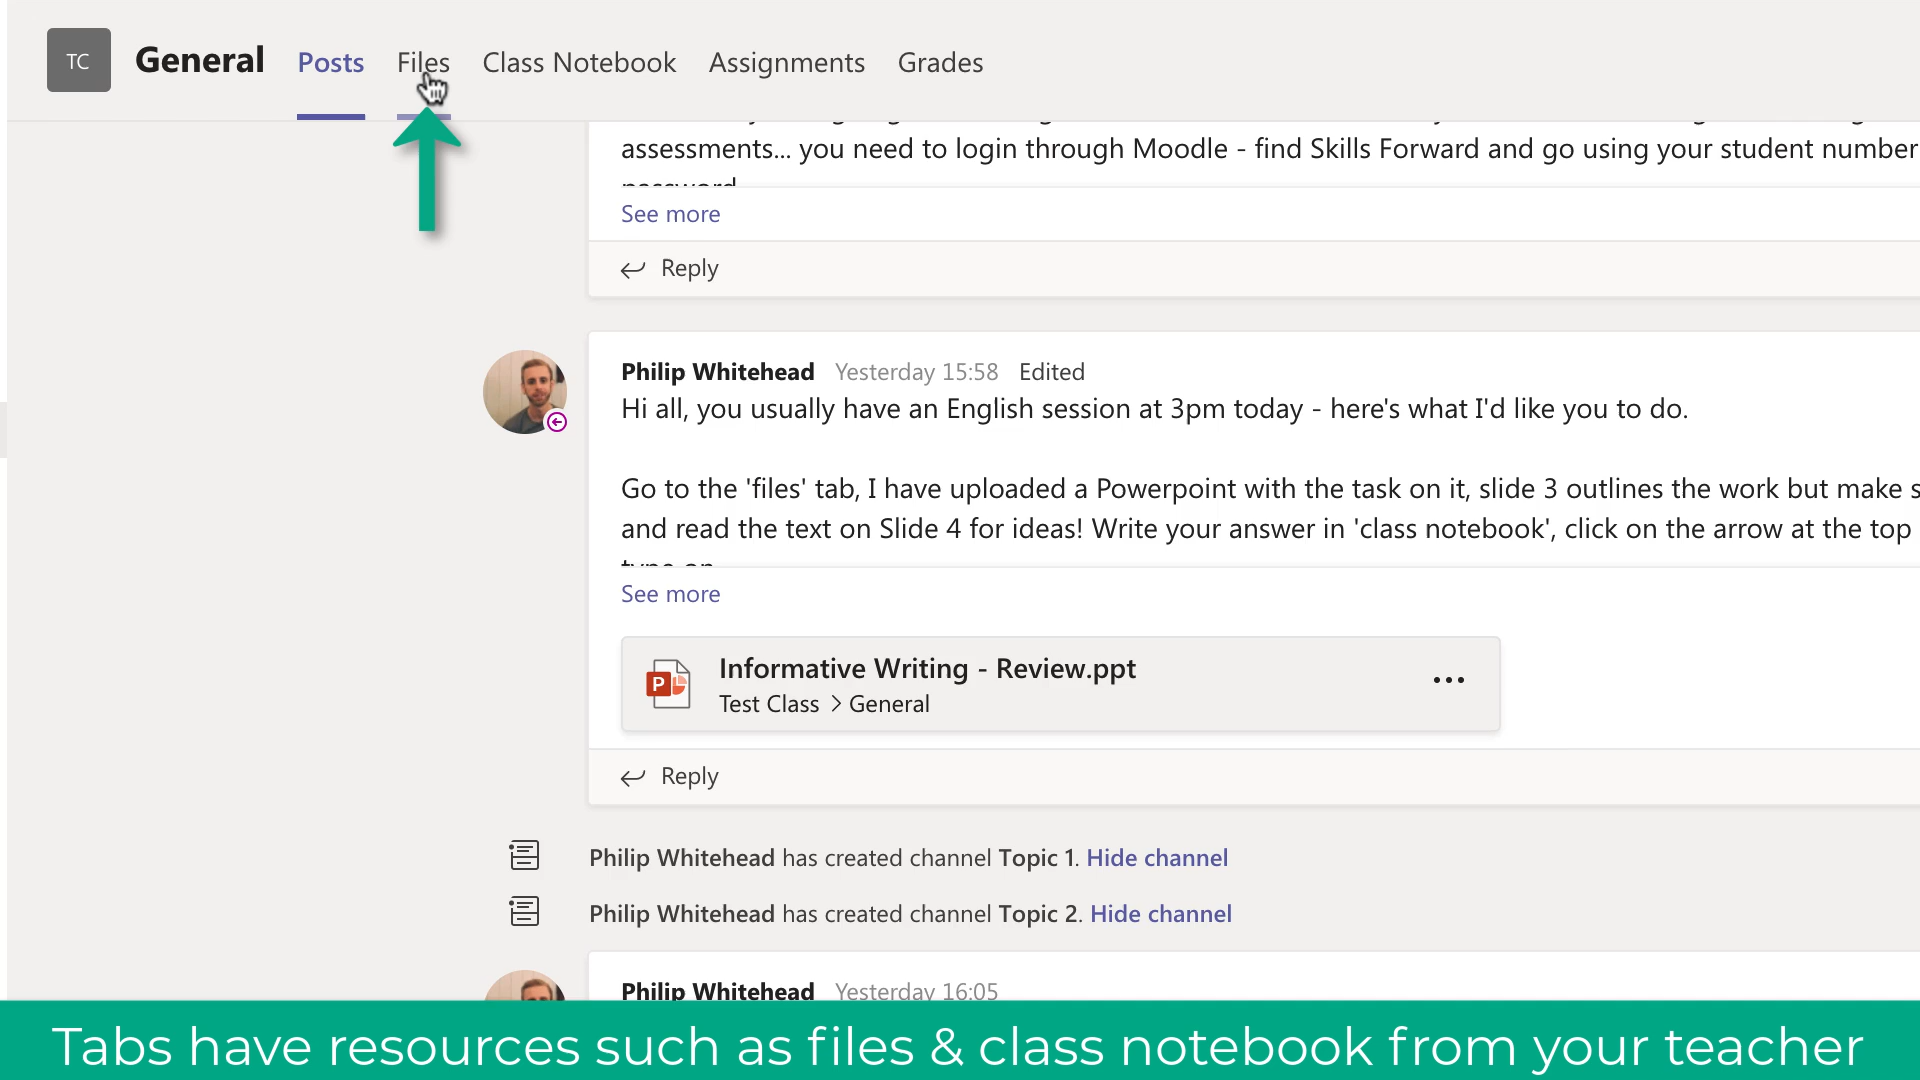 TC
General Posts Files Class Notebook Assignments Grades
assessments... you need to login through Moodle - find Skills Forward and go using your student number
See more
Reply
Philip Whitehead Yesterday 15:58 Edited
Hi all, you usually have an English session at 3pm today - here's what I'd like you to do.
Go to the 'files' tab, I have uploaded a Powerpoint with the task on it, slide 3 outlines the work but make s
and read the text on Slide 4 for ideas! Write your answer in 'class notebook', click on the arrow at the top
type on
See more
P
Informative Writing - Review.ppt
Test Class > General
Reply
Philip Whitehead has created channel Topic 1. Hide channel
Philip Whitehead has created channel Topic 2. Hide channel
Philip Whitehead Yesterday 16:05
Tabs have resources such as files & class notebook from your teacher